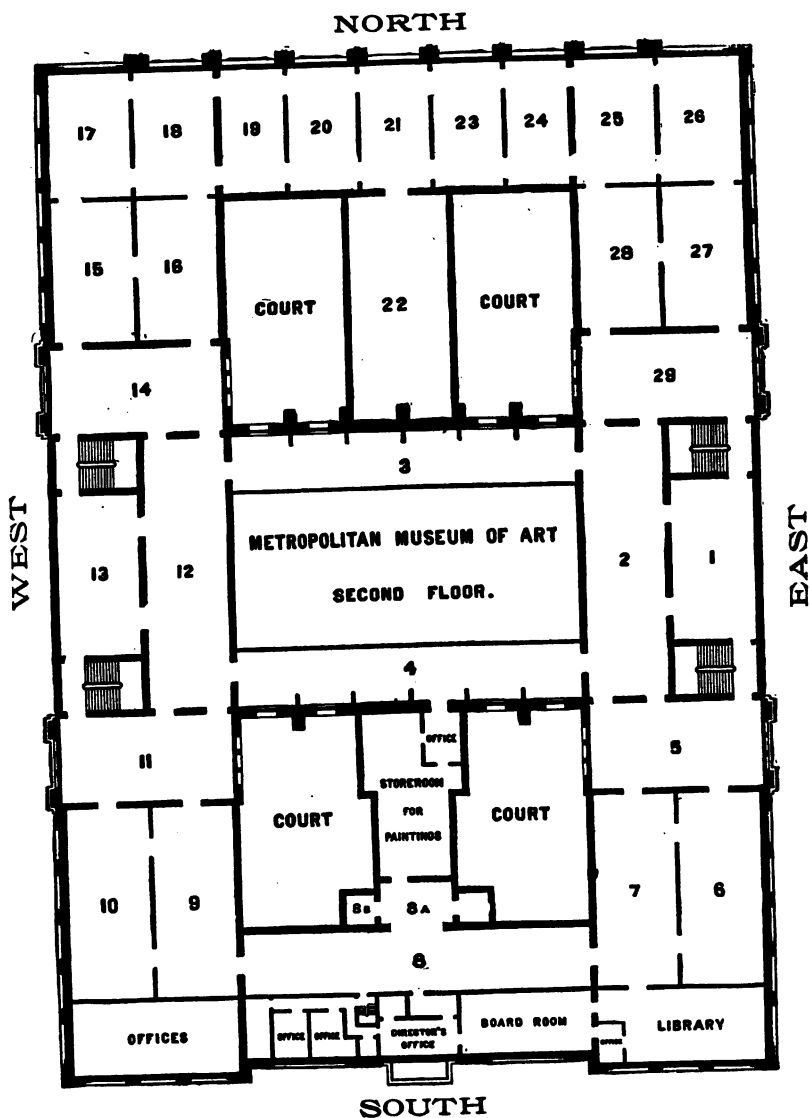 NORTH
17 18 19 20 21 23 24 25 26
15 16 COURT 22 COURT 28 27
14 29
3
WEST
13 12 METROPOLITAN MUSEUM OF ART 2 1
SECOND FLOOR.
EAST
4
11 OFFICE 5
STOREROOM
FOR
PAINTINGS
COURT COURT
10 9 8B 8A 7 6
8
OFFICES OFFICE OFFICE DIRECTOR'S
OFFICE BOARD ROOM OFFICE LIBRARY
SOUTH